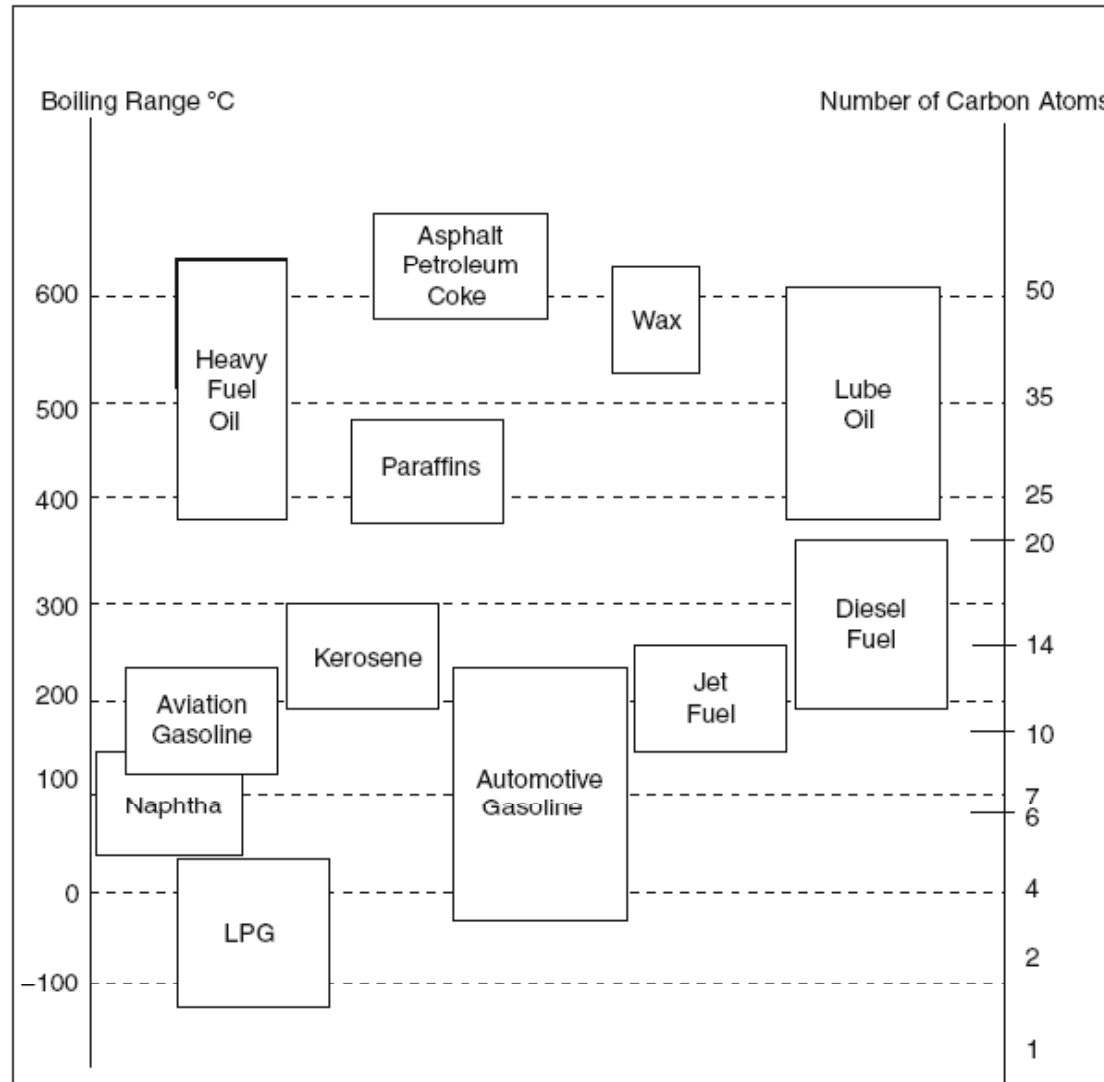 Boiling Range °C
Number of Carbon Atoms
Asphalt
Petroleum
Coke
600
50
Wax
Heavy
Fuel
Oil
Lube
Oil
500
35
Paraffins
400
25
20
300
Diesel
Fuel
Kerosene
14
200
Jet
Fuel
Aviation
Gasoline
10
100
Automotive
Gasoline
Naphtha
7
6
0
4
LPG
2
–100
1